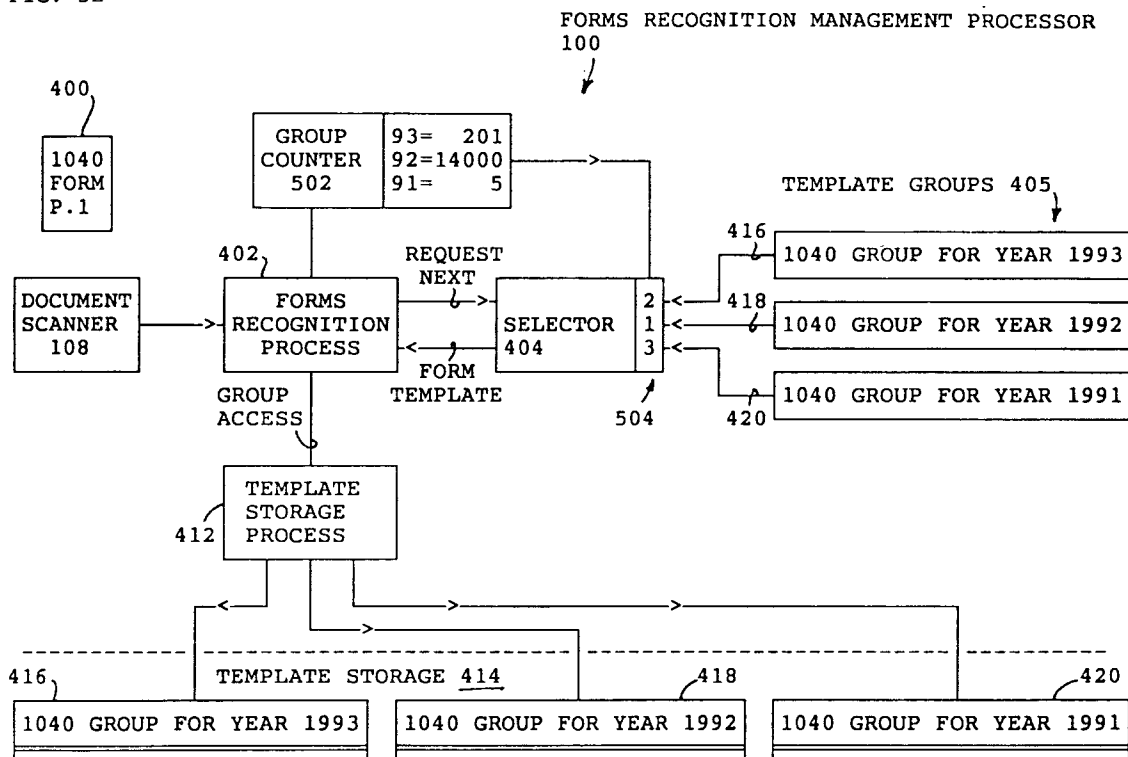 FORMS RECOGNITION MANAGEMENT PROCESSOR
100
400
1040
FORM
P.1
GROUP
COUNTER
502
93= 201
92=14000
91= 5
TEMPLATE GROUPS 405
416
1040 GROUP FOR YEAR 1993
418
1040 GROUP FOR YEAR 1992
420
1040 GROUP FOR YEAR 1991
402
REQUEST
NEXT
DOCUMENT
SCANNER
108
FORMS
RECOGNITION
PROCESS
SELECTOR
404
2
1
3
504
FORM
TEMPLATE
GROUP
ACCESS
TEMPLATE
STORAGE
PROCESS
412
TEMPLATE STORAGE 414
416
418
420
1040 GROUP FOR YEAR 1993
1040 GROUP FOR YEAR 1992
1040 GROUP FOR YEAR 1991